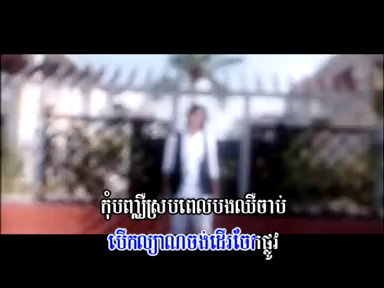 កុំបញ្ឈឺស្របពេលបងឈឺចាប់
បើកល្យាណចង់ដើរចែកផ្លូវ